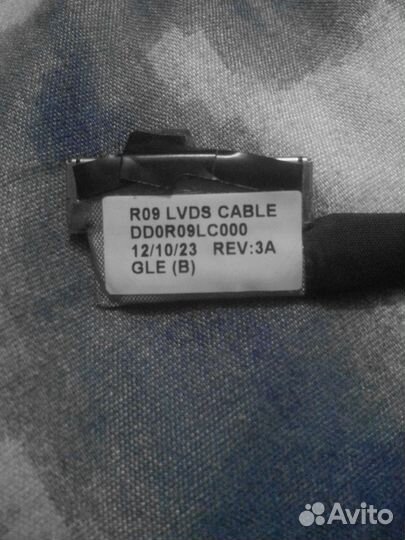 R09 LVDS CABLE
DD0R09LC000
12/10/23 REV:3A
GLE (B)
Avito